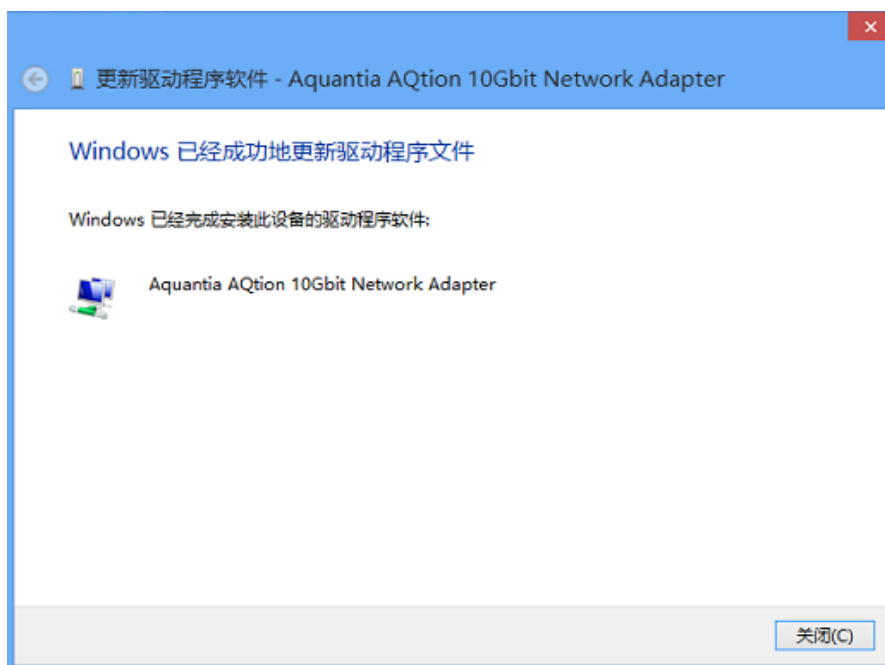 更新驱动程序软件 - Aquantia AQtion 10Gbit Network Adapter
Windows 已经成功地更新驱动程序文件
Windows 已经完成安装此设备的驱动程序软件:
Aquantia AQtion 10Gbit Network Adapter
关闭(C)